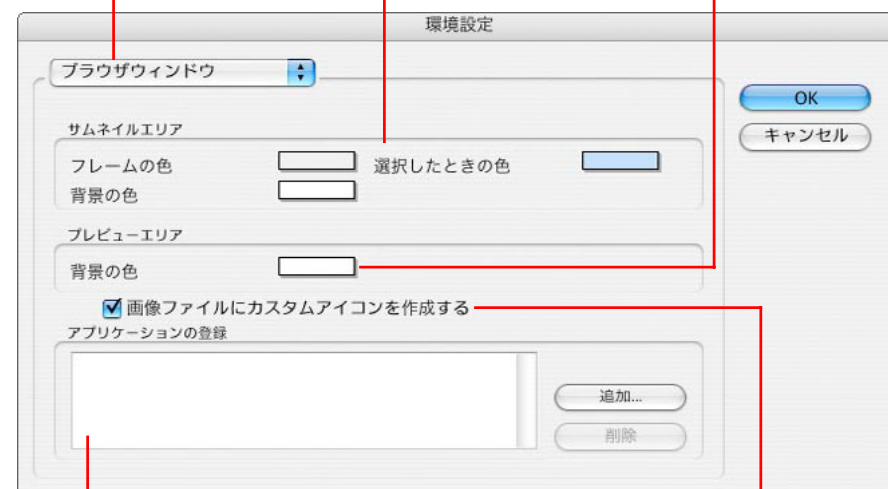 環境設定
ブラウザウィンドウ
OK
キャンセル
サムネイルエリア
フレームの色 選択したときの色
背景の色
プレビューエリア
背景の色
画像ファイルにカスタムアイコンを作成する
アプリケーションの登録
追加...
削除